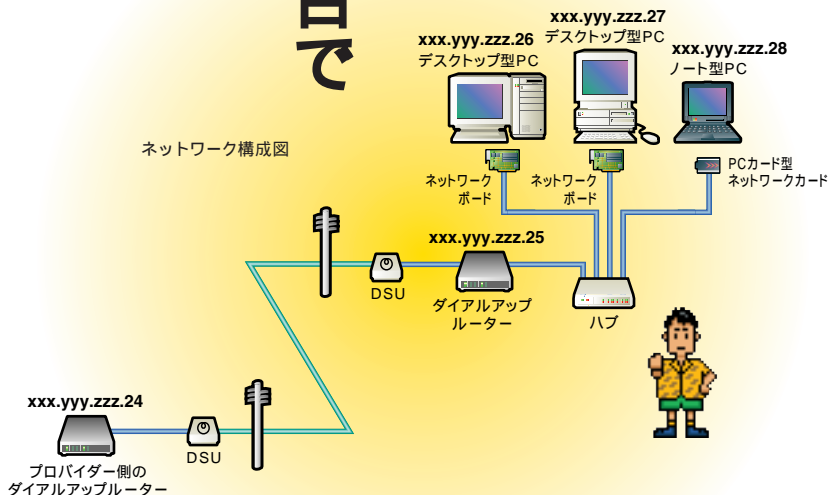 で
xxx.yyy.zzz.27
デスクトップ型PC
xxx.yyy.zzz.26
デスクトップ型PC
xxx.yyy.zzz.28
ノート型PC
ネットワーク構成図
PCカード型
ネットワークカード
ネットワーク
ボード
ネットワーク
ボード
xxx.yyy.zzz.25
DSU
ダイアルアップ
ルーター
ハブ
xxx.yyy.zzz.24
DSU
プロバイダー側の
ダイアルアップルーター